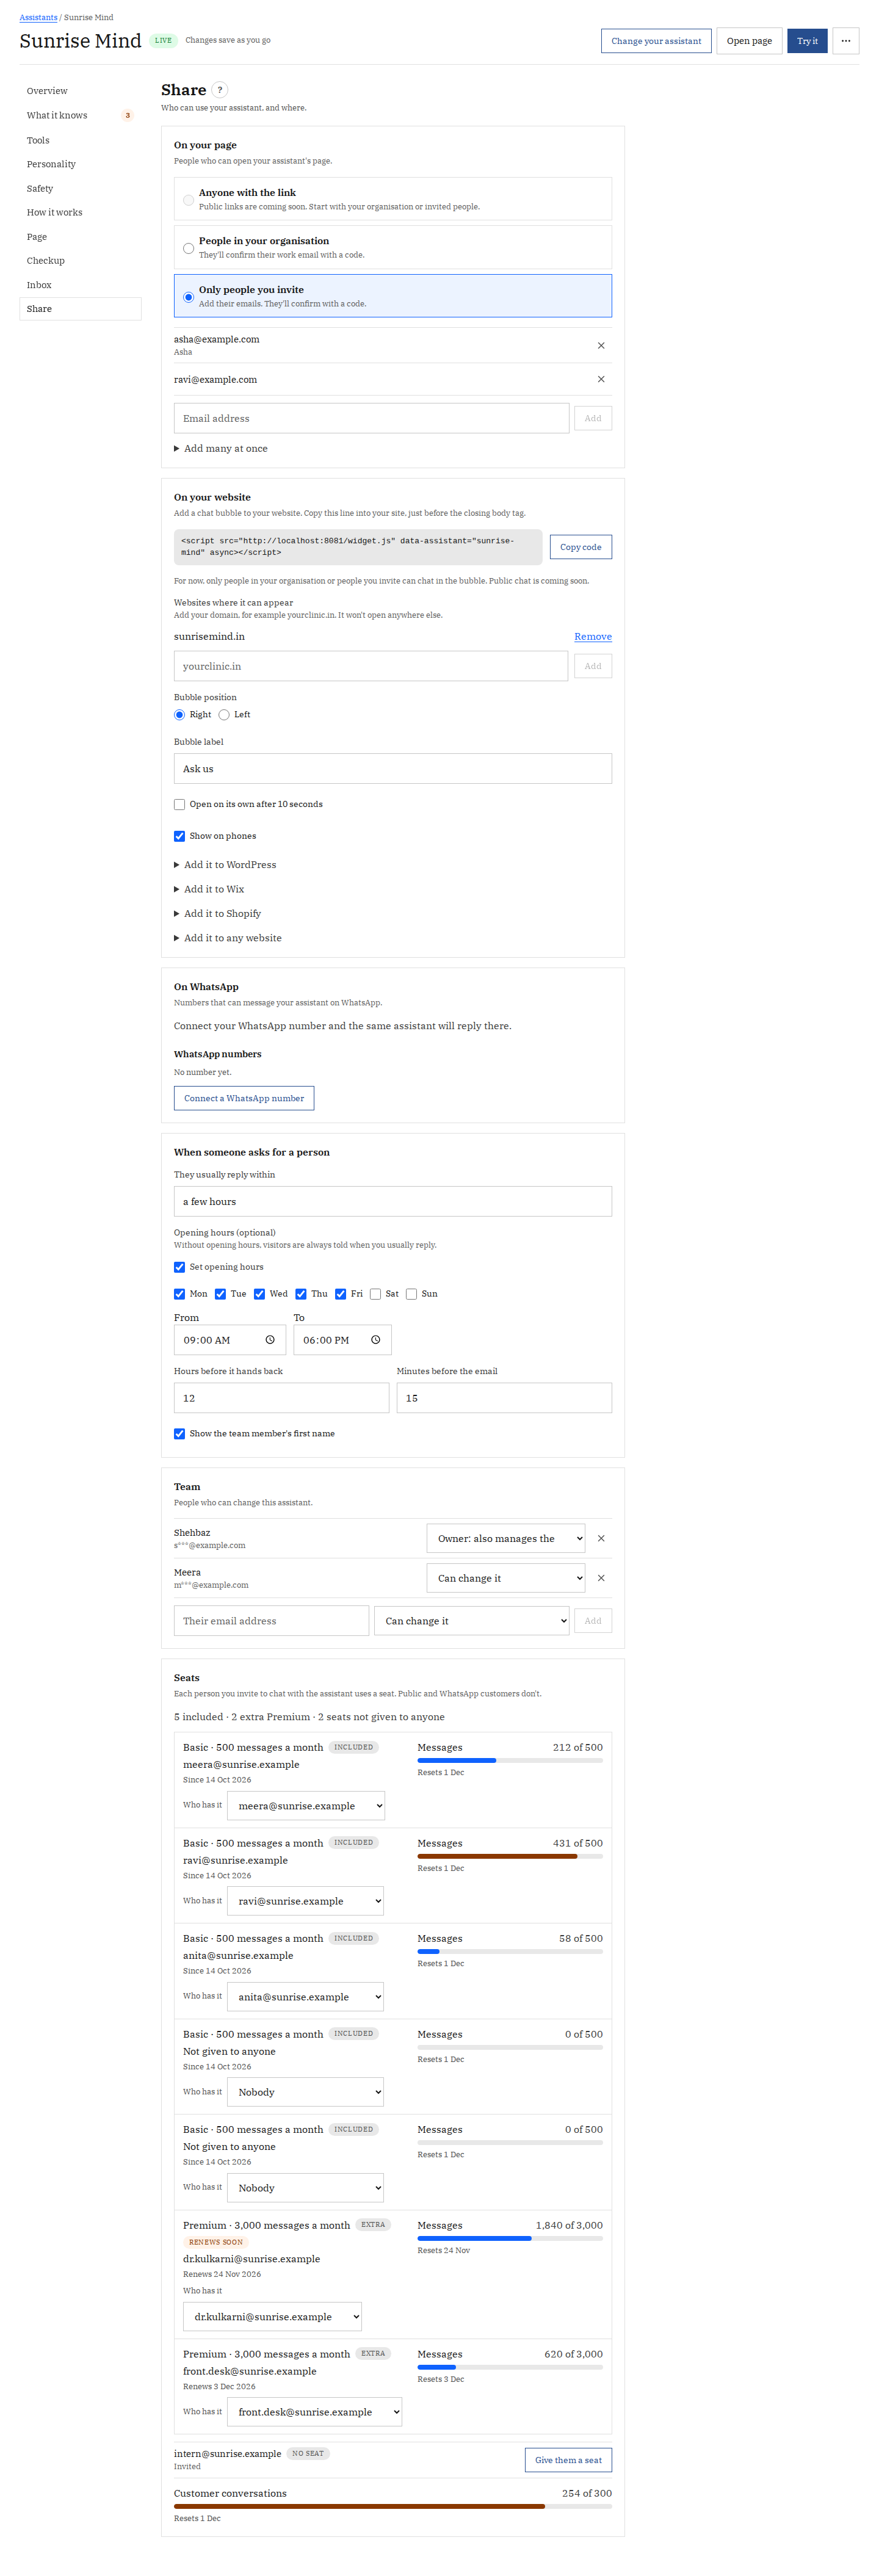 Assistants / Sunrise Mind
Sunrise Mind LIVE Changes save as you go
Change your assistant Open page Try it ...
Overview
What it knows 3
Tools
Personality
Safety
How it works
Page
Checkup
Inbox
Share
Share ?
Who can use your assistant, and where.
On your page
People who can open your assistant's page.
Anyone with the link
Public links are coming soon. Start with your organisation or invited people.
People in your organisation
They'll confirm their work email with a code.
Only people you invite
Add their emails. They'll confirm with a code.
asha@example.com
Asha
ravi@example.com
Email address Add
Add many at once
On your website
Add a chat bubble to your website. Copy this line into your site, just before the closing body tag.
<script src="http://localhost:8081/widget.js" data-assistant="sunrise-
mind" async></script>
Copy code
For now, only people in your organisation or people you invite can chat in the bubble. Public chat is coming soon.
Websites where it can appear
Add your domain, for example yourclinic.in. It won't open anywhere else.
sunrisemind.in Remove
yourclinic.in Add
Bubble position
Right Left
Bubble label
Ask us
Open on its own after 10 seconds
Show on phones
Add it to WordPress
Add it to Wix
Add it to Shopify
Add it to any website
On WhatsApp
Numbers that can message your assistant on WhatsApp.
Connect your WhatsApp number and the same assistant will reply there.
WhatsApp numbers
No number yet.
Connect a WhatsApp number
When someone asks for a person
They usually reply within
a few hours
Opening hours (optional)
Without opening hours, visitors are always told when you usually reply.
Set opening hours
Mon Tue Wed Thu Fri Sat Sun
From To
09:00 AM 06:00 PM
Hours before it hands back Minutes before the email
12 15
Show the team member's first name
Team
People who can change this assistant.
Shehbaz
s***@example.com
Owner: also manages the
Meera
m***@example.com
Can change it
Their email address Can change it Add
Seats
Each person you invite to chat with the assistant uses a seat. Public and WhatsApp customers don't.
5 included · 2 extra Premium · 2 seats not given to anyone
Basic · 500 messages a month INCLUDED Messages 212 of 500
meera@sunrise.example
Since 14 Oct 2026 Resets 1 Dec
Who has it meera@sunrise.example
Basic · 500 messages a month INCLUDED Messages 431 of 500
ravi@sunrise.example
Since 14 Oct 2026 Resets 1 Dec
Who has it ravi@sunrise.example
Basic · 500 messages a month INCLUDED Messages 58 of 500
anita@sunrise.example
Since 14 Oct 2026 Resets 1 Dec
Who has it anita@sunrise.example
Basic · 500 messages a month INCLUDED Messages 0 of 500
Not given to anyone
Since 14 Oct 2026 Resets 1 Dec
Who has it Nobody
Basic · 500 messages a month INCLUDED Messages 0 of 500
Not given to anyone
Since 14 Oct 2026 Resets 1 Dec
Who has it Nobody
Premium · 3,000 messages a month EXTRA Messages 1,840 of 3,000
RENEWS SOON Resets 24 Nov
dr.kulkarni@sunrise.example
Renews 24 Nov 2026
Who has it
dr.kulkarni@sunrise.example
Premium · 3,000 messages a month EXTRA Messages 620 of 3,000
front.desk@sunrise.example
Renews 3 Dec 2026 Resets 3 Dec
Who has it front.desk@sunrise.example
intern@sunrise.example NO SEAT
Invited
Give them a seat
Customer conversations 254 of 300
Resets 1 Dec